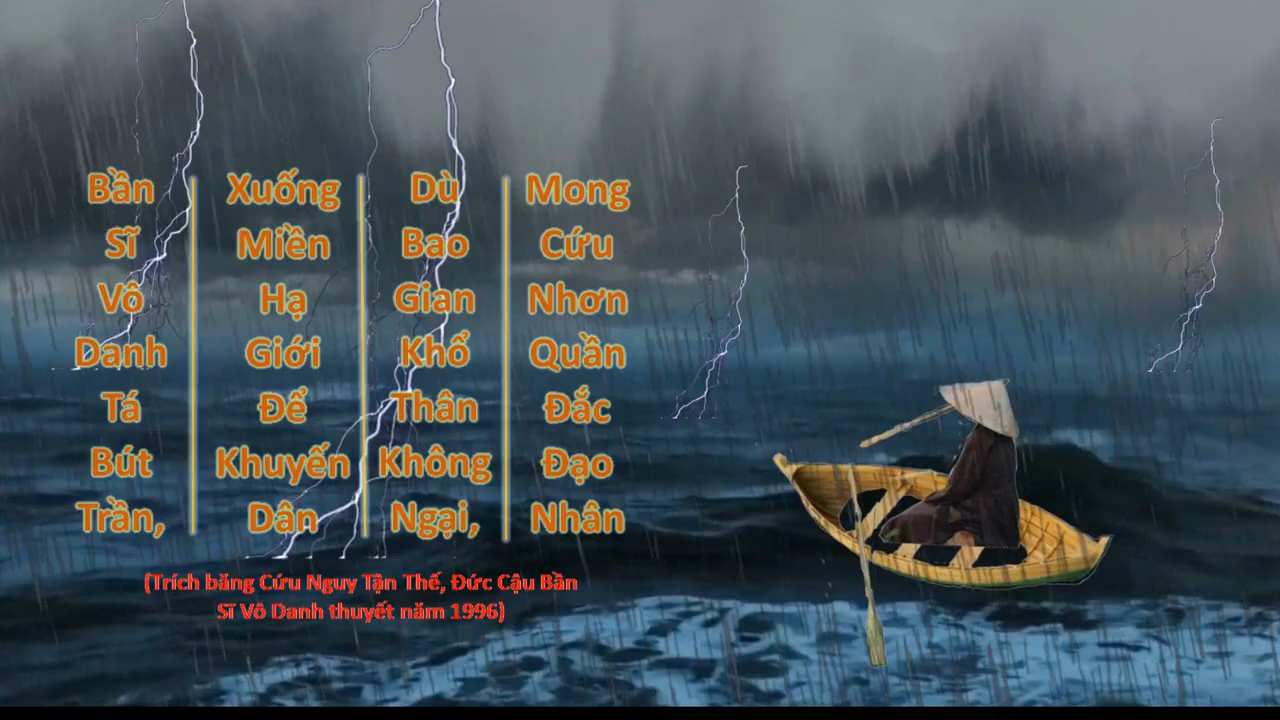 Bần Sĩ Vô Danh Tá Bút Trần,
Xuống Miền Hạ Giới Để Khuyến Dân
Dù Bao Gian Khổ Thân Không Ngại,
Mong Cứu Nhơn Quần Đắc Đạo Nhân
(Trích băng Cứu Nguy Tận Thế, Đức Cậu Bần
Sĩ Vô Danh thuyết năm 1996)